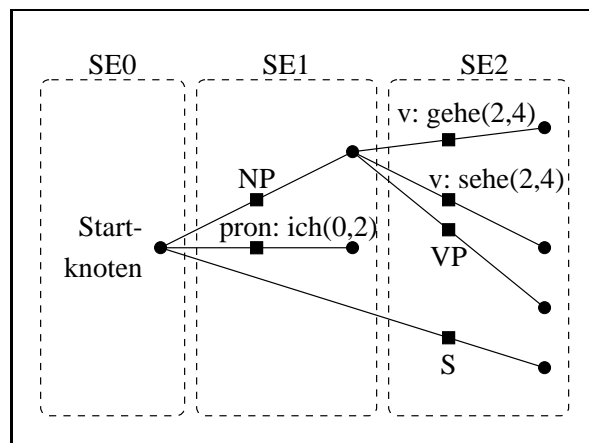 SE0 SE1 SE2
v: gehe(2,4)
NP
v: sehe(2,4)
Start-
knoten
pron: ich(0,2)
VP
S